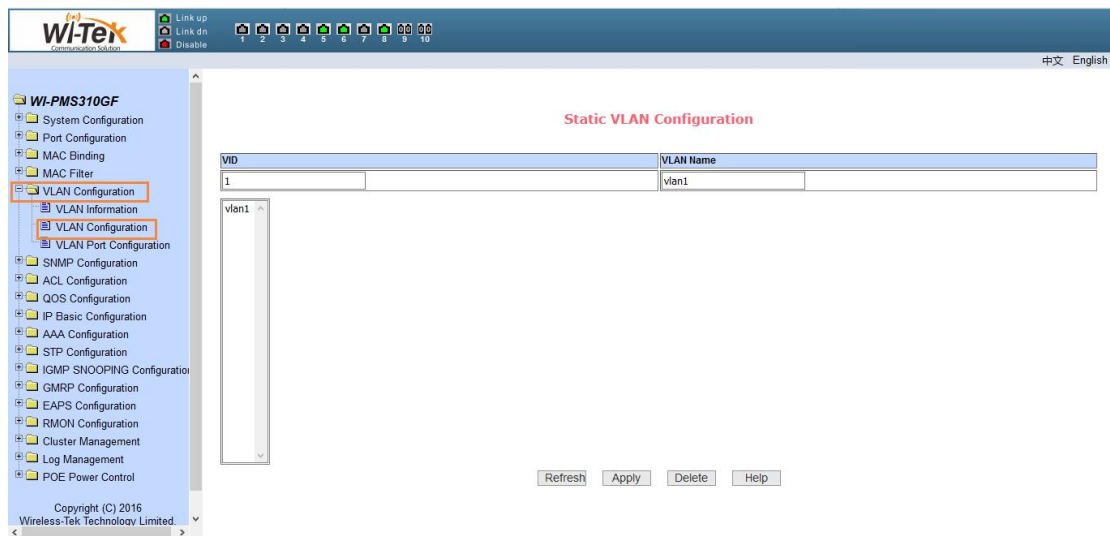 WI-TEK
Communication Solution
Link up
Link dn
Disable
1 2 3 4 5 6 7 8 9 10
中文 English
WI-PMS310GF
System Configuration
Port Configuration
MAC Binding
MAC Filter
VLAN Configuration
VLAN Information
VLAN Configuration
VLAN Port Configuration
SNMP Configuration
ACL Configuration
QOS Configuration
IP Basic Configuration
AAA Configuration
STP Configuration
IGMP SNOOPING Configuration
GMRP Configuration
EAPS Configuration
RMON Configuration
Cluster Management
Log Management
POE Power Control
Copyright (C) 2016
Wireless-Tek Technology Limited.
Static VLAN Configuration
VID VLAN Name
1 vlan1
vlan1
Refresh Apply Delete Help